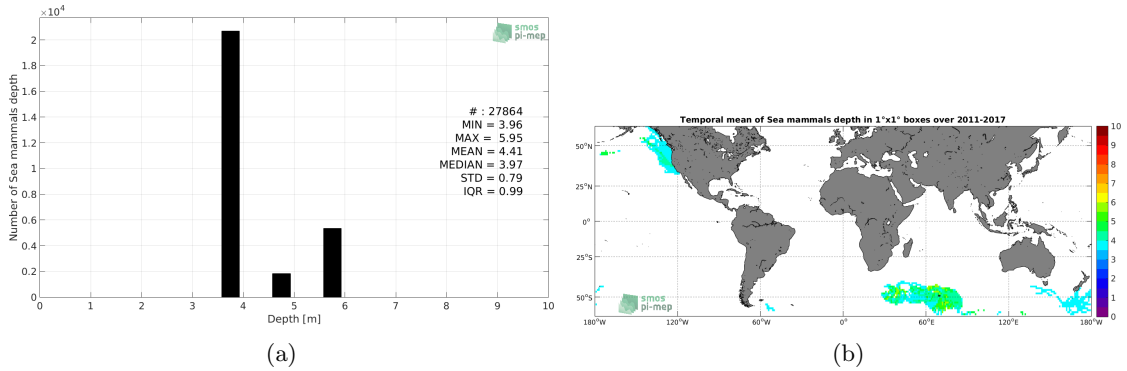 ×10⁴
2
1.8
1.6
1.4
1.2
1
0.8
0.6
0.4
0.2
0
Number of Sea mammals depth
smos
pi-mep
# : 27864
MIN = 3.96
MAX = 5.95
MEAN = 4.41
MEDIAN = 3.97
STD = 0.79
IQR = 0.99
0 1 2 3 4 5 6 7 8 9 10
Depth [m]
(a)
Temporal mean of Sea mammals depth in 1°x1° boxes over 2011-2017
50°N
25°N
0°
25°S
50°S
smos
pi-mep
180°W 120°W 60°W 0° 60°E 120°E 180°W
10
9
8
7
6
5
4
3
2
1
0
(b)